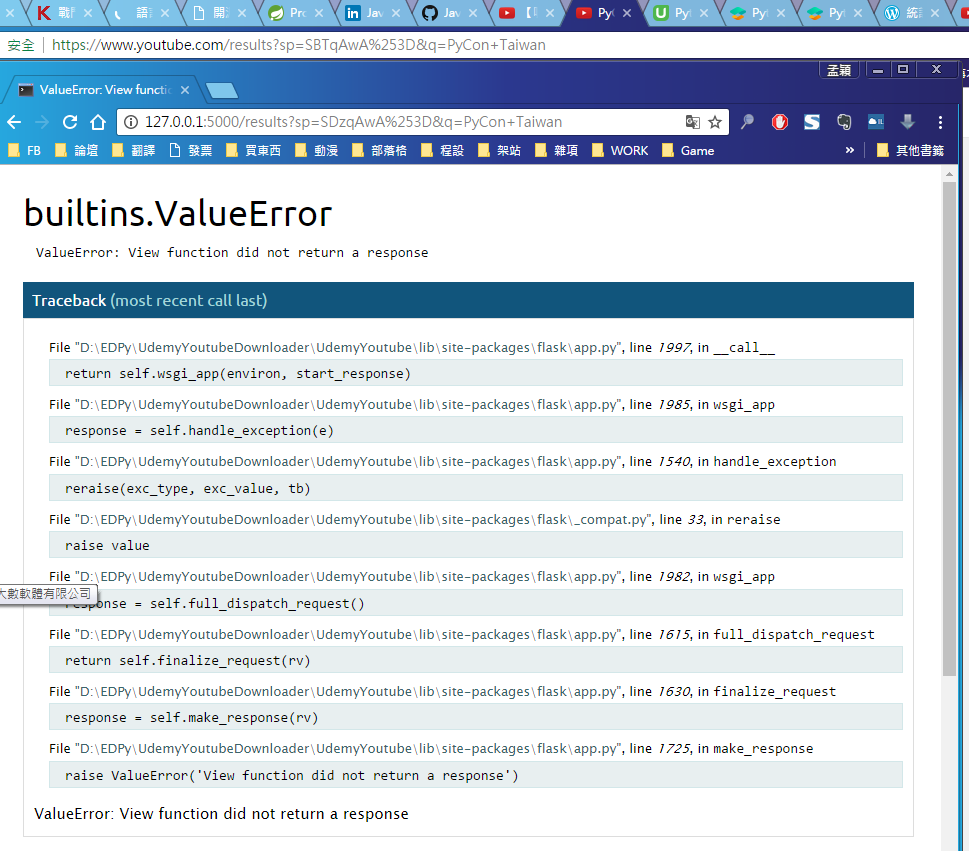 K 戰 語 開 Pro in Jav Jav 【 Py U Py Py Py 統
安全 | https://www.youtube.com/results?sp=SBTqAwA%253D&q=PyCon+Taiwan
孟穎
ValueError: View functio
127.0.0.1:5000/results?sp=SDzqAwA%253D&q=PyCon+Taiwan
FB 論壇 翻譯 發票 買東西 動漫 部落格 程設 架站 雜項 WORK Game » 其他書籤
builtins.ValueError
ValueError: View function did not return a response
Traceback (most recent call last)
File "D:\EDPy\UdemyYoutubeDownloader\UdemyYoutube\lib\site-packages\flask\app.py", line 1997, in __call__
return self.wsgi_app(environ, start_response)
File "D:\EDPy\UdemyYoutubeDownloader\UdemyYoutube\lib\site-packages\flask\app.py", line 1985, in wsgi_app
response = self.handle_exception(e)
File "D:\EDPy\UdemyYoutubeDownloader\UdemyYoutube\lib\site-packages\flask\app.py", line 1540, in handle_exception
reraise(exc_type, exc_value, tb)
File "D:\EDPy\UdemyYoutubeDownloader\UdemyYoutube\lib\site-packages\flask\_compat.py", line 33, in reraise
raise value
File "D:\EDPy\UdemyYoutubeDownloader\UdemyYoutube\lib\site-packages\flask\app.py", line 1982, in wsgi_app
大數軟體有限公司
response = self.full_dispatch_request()
File "D:\EDPy\UdemyYoutubeDownloader\UdemyYoutube\lib\site-packages\flask\app.py", line 1615, in full_dispatch_request
return self.finalize_request(rv)
File "D:\EDPy\UdemyYoutubeDownloader\UdemyYoutube\lib\site-packages\flask\app.py", line 1630, in finalize_request
response = self.make_response(rv)
File "D:\EDPy\UdemyYoutubeDownloader\UdemyYoutube\lib\site-packages\flask\app.py", line 1725, in make_response
raise ValueError('View function did not return a response')
ValueError: View function did not return a response